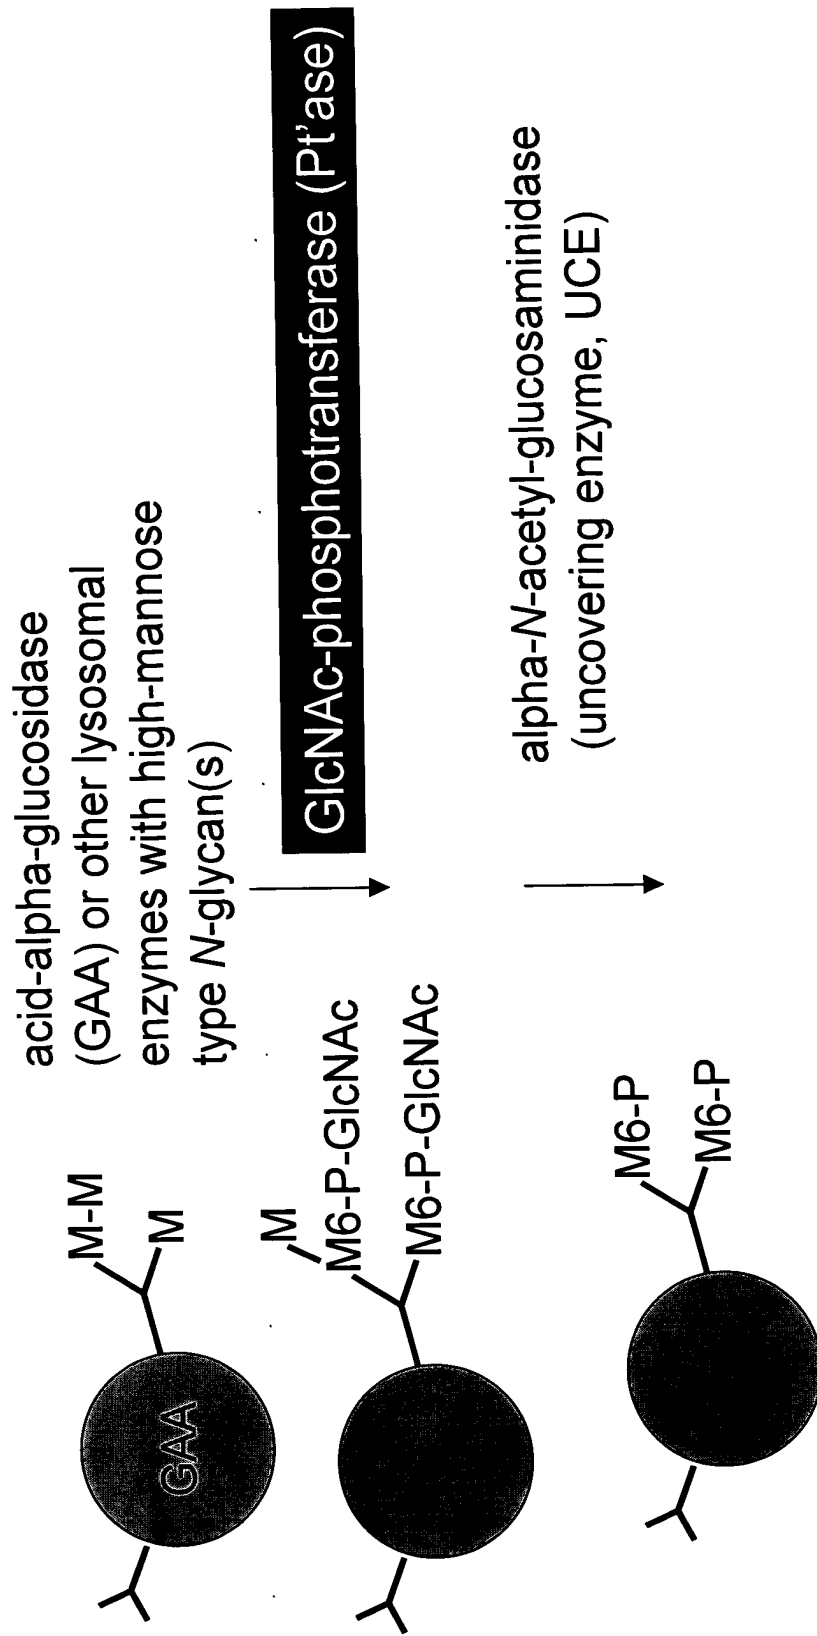 acid-alpha-glucosidase
(GAA) or other lysosomal
enzymes with high-mannose
type N-glycan(s)
M-M
M
GAA
GlcNAc-phosphotransferase (Pt'ase)
M
M6-P-GlcNAc
M6-P-GlcNAc
alpha-N-acetyl-glucosaminidase
(uncovering enzyme, UCE)
M6-P
M6-P